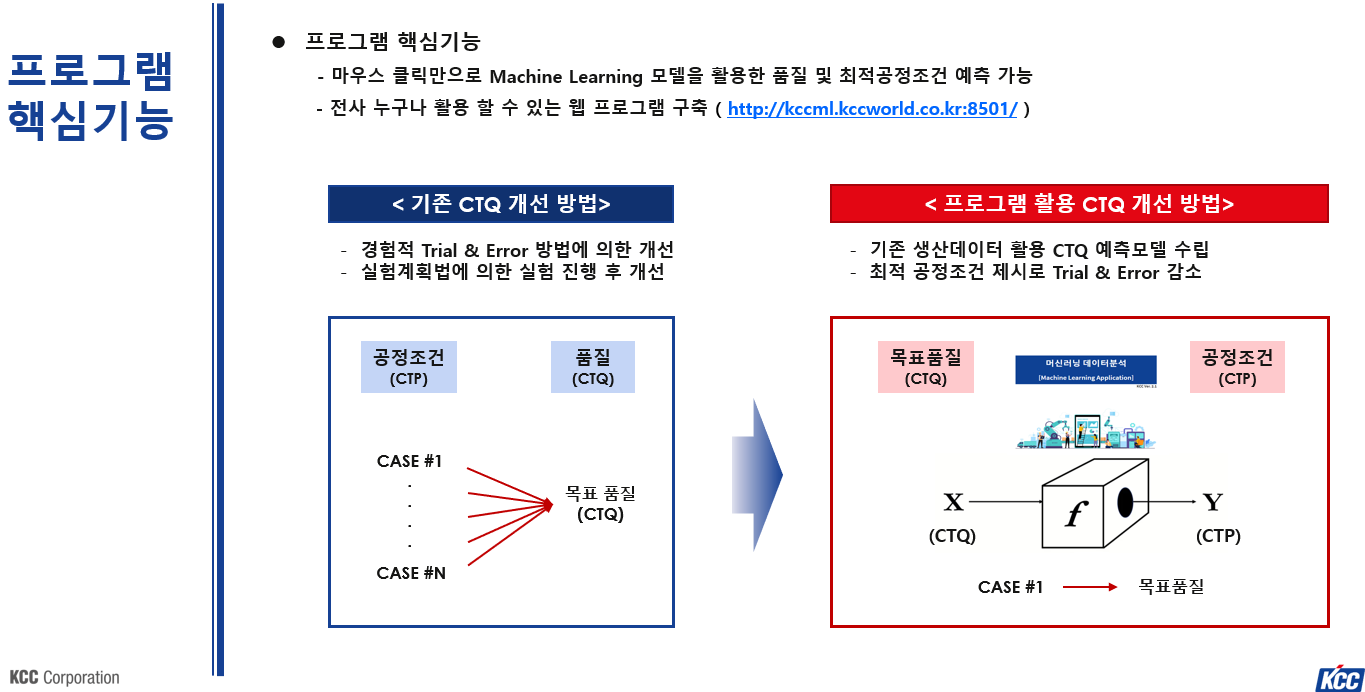 프로그램
핵심기능
● 프로그램 핵심기능
- 마우스 클릭만으로 Machine Learning 모델을 활용한 품질 및 최적공정조건 예측 가능
- 전사 누구나 활용 할 수 있는 웹 프로그램 구축 ( http://kccml.kccworld.co.kr:8501/ )
< 기존 CTQ 개선 방법>
- 경험적 Trial & Error 방법에 의한 개선
- 실험계획법에 의한 실험 진행 후 개선
공정조건
(CTP)
품질
(CTQ)
CASE #1
.
.
.
.
CASE #N
목표 품질
(CTQ)
< 프로그램 활용 CTQ 개선 방법>
- 기존 생산데이터 활용 CTQ 예측모델 수립
- 최적 공정조건 제시로 Trial & Error 감소
목표품질
(CTQ)
머신러닝 데이터분석
[Machine Learning Application]
KCC Ver. 2.1
공정조건
(CTP)
X
(CTQ)
f
Y
(CTP)
CASE #1
목표품질
KCC Corporation
KCC